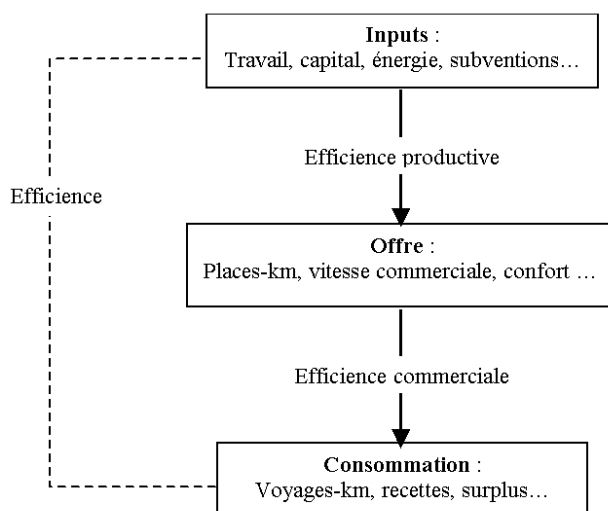 Inputs :
Travail, capital, énergie, subventions…
Efficience productive
Efficience
Offre :
Places-km, vitesse commerciale, confort …
Efficience commerciale
Consommation :
Voyages-km, recettes, surplus…